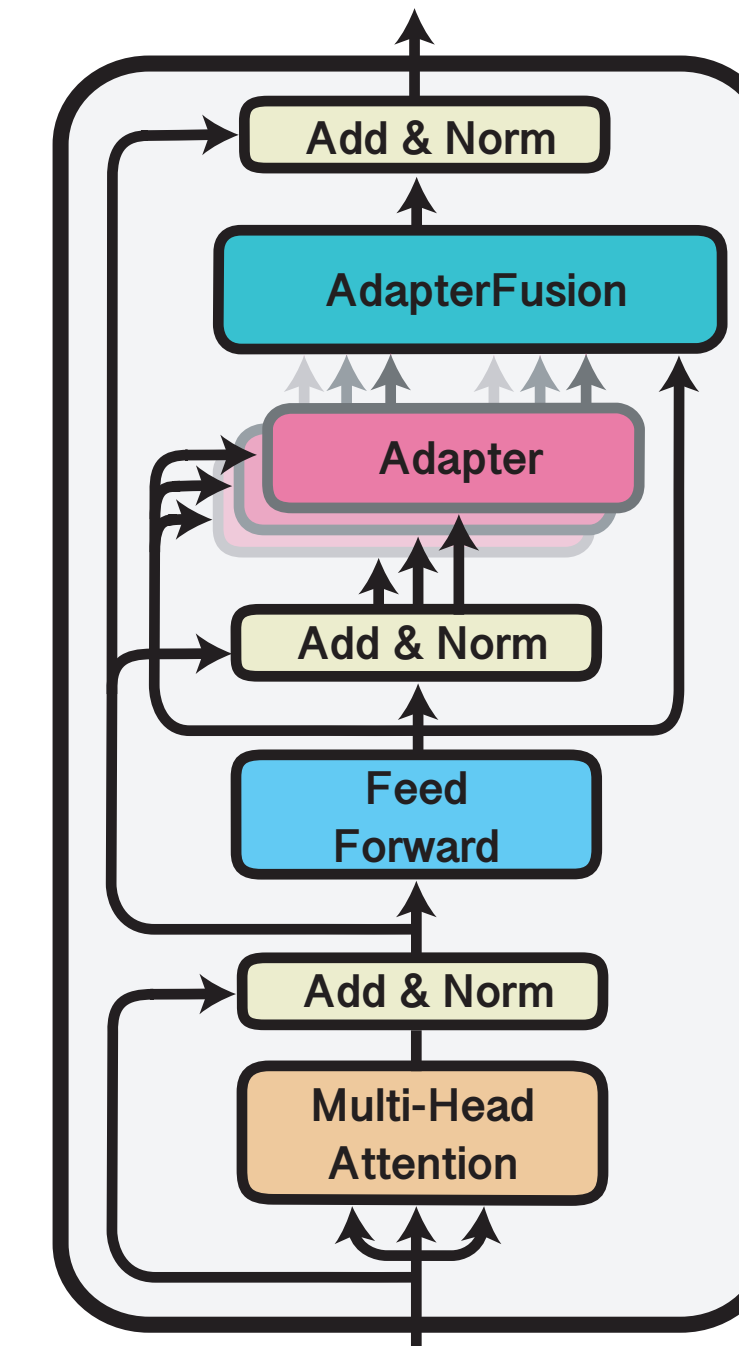 Add & Norm
AdapterFusion
Adapter
Add & Norm
Feed
Forward
Add & Norm
Multi-Head
Attention